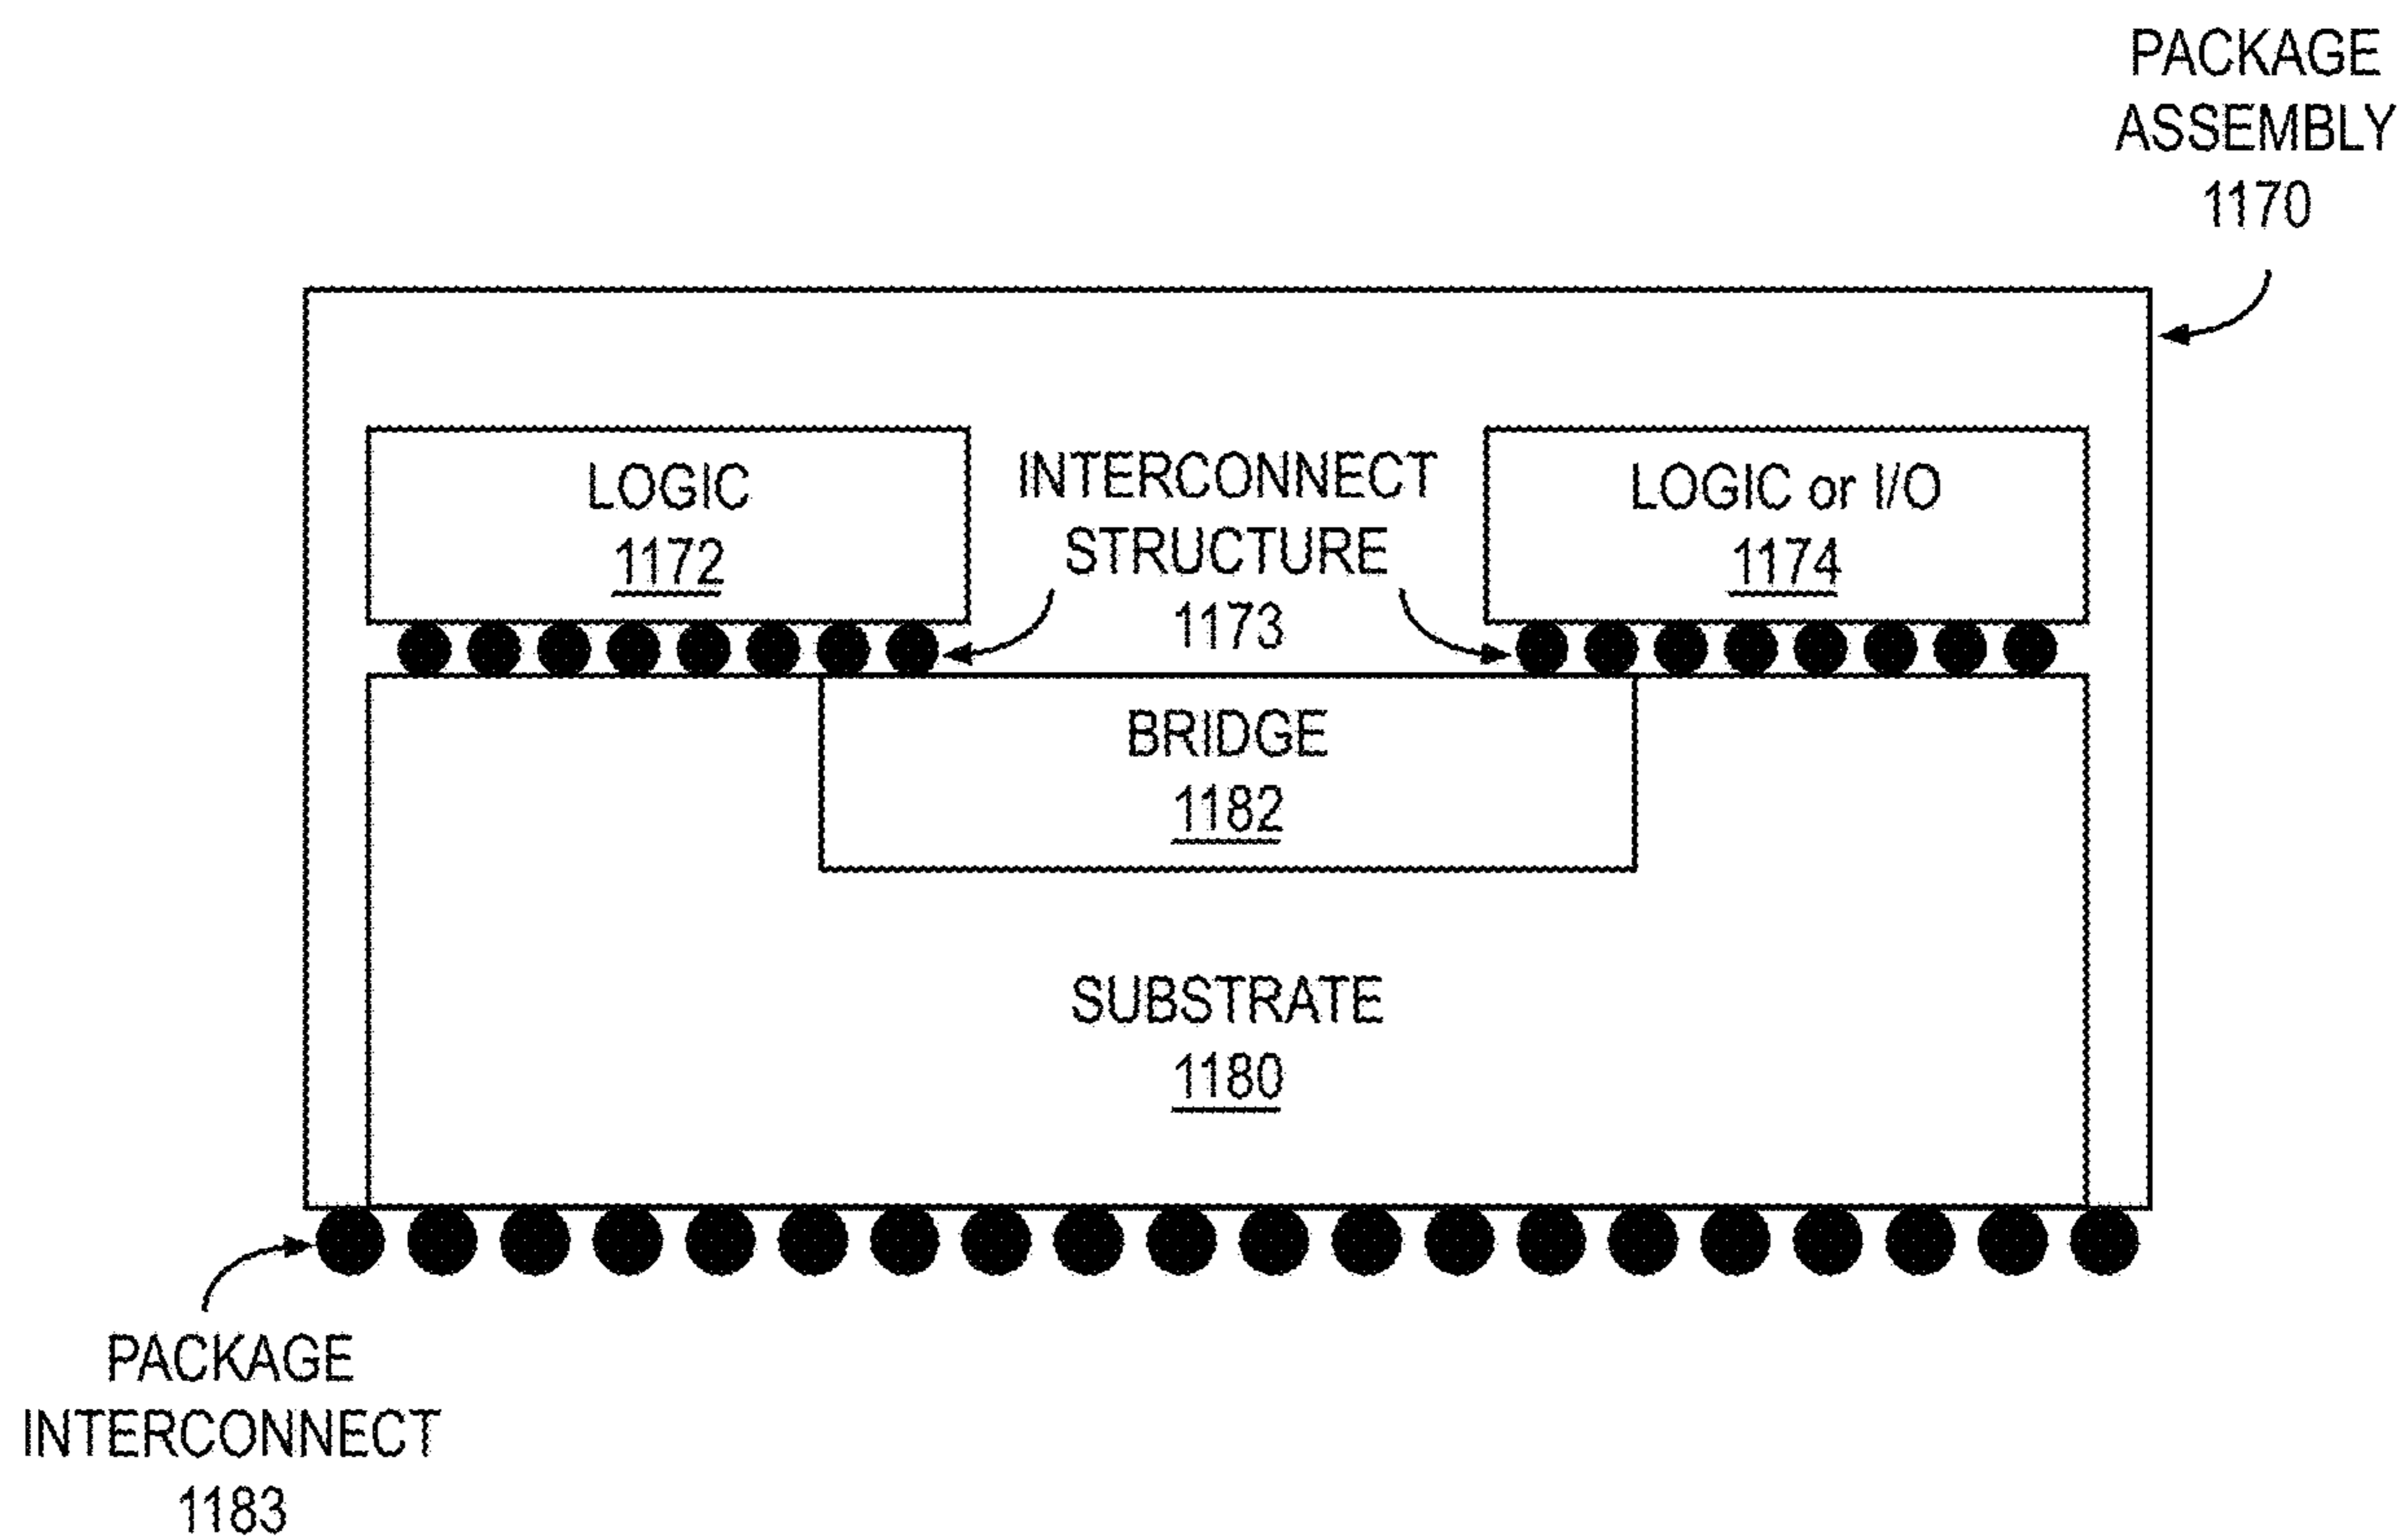 PACKAGE
ASSEMBLY
1170
LOGIC
1172
INTERCONNECT
STRUCTURE
1173
LOGIC or I/O
1174
BRIDGE
1182
SUBSTRATE
1180
PACKAGE
INTERCONNECT
1183